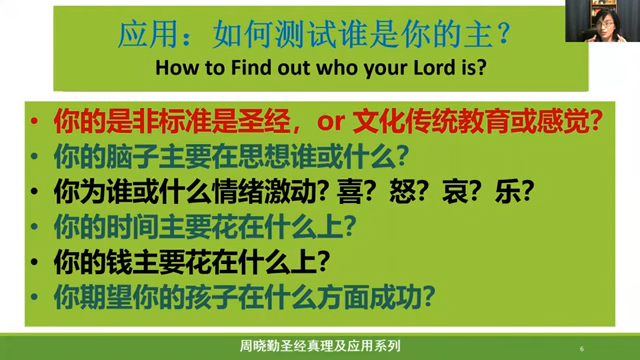 应用：如何测试谁是你的主？
How to Find out who your Lord is?
• 你的是非标准是圣经，or 文化传统教育或感觉？
• 你的脑子主要在思想谁或什么？
• 你为谁或什么情绪激动？喜？怒？哀？乐？
• 你的时间主要花在什么上？
• 你的钱主要花在什么上？
• 你期望你的孩子在什么方面成功？
周晓勤圣经真理及应用系列
6